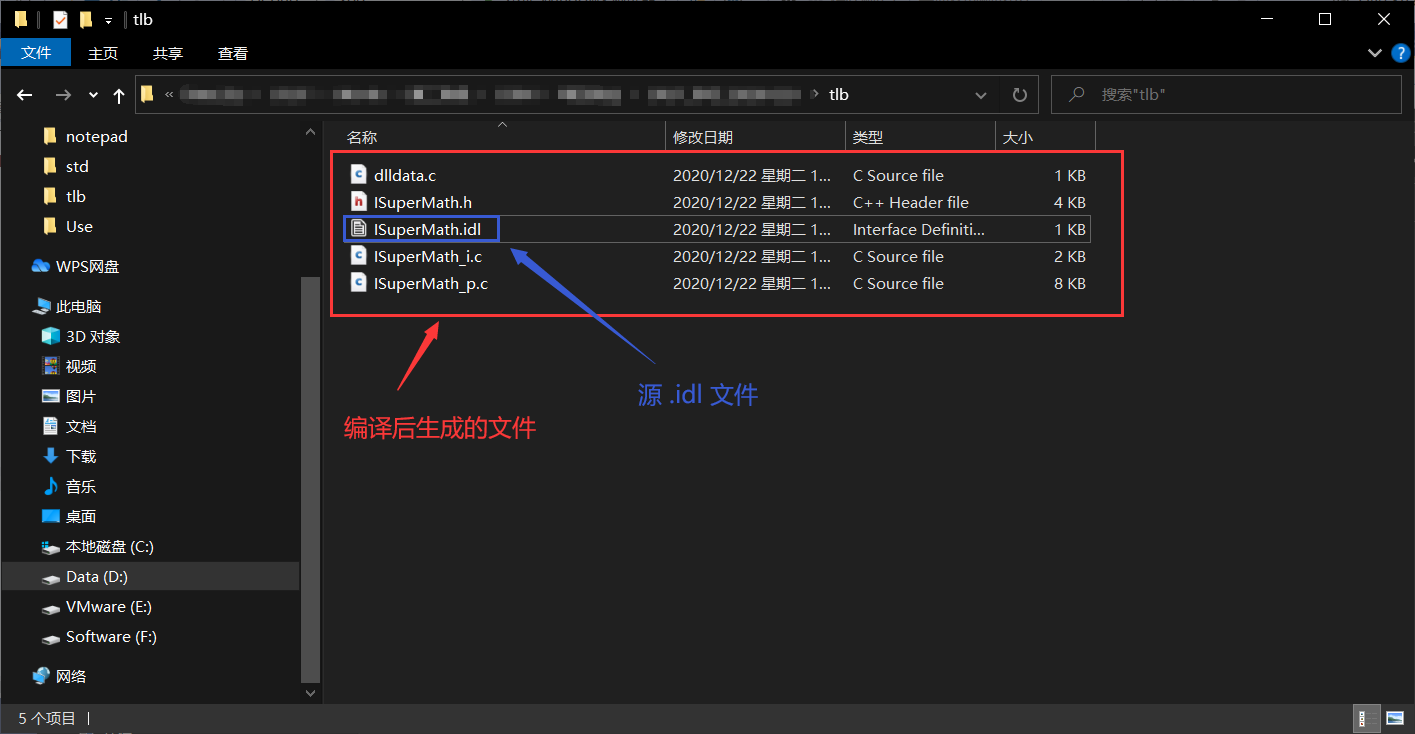 tlb
文件 主页 共享 查看
« tlb 搜索"tlb"
notepad
std
tlb
Use
WPS网盘
此电脑
3D 对象
视频
图片
文档
下载
音乐
桌面
本地磁盘 (C:)
Data (D:)
VMware (E:)
Software (F:)
网络
名称 修改日期 类型 大小
dlldata.c 2020/12/22 星期二 1... C Source file 1 KB
ISuperMath.h 2020/12/22 星期二 1... C++ Header file 4 KB
ISuperMath.idl 2020/12/22 星期二 1... Interface Definiti... 1 KB
ISuperMath_i.c 2020/12/22 星期二 1... C Source file 2 KB
ISuperMath_p.c 2020/12/22 星期二 1... C Source file 8 KB
源 .idl 文件
编译后生成的文件
5 个项目